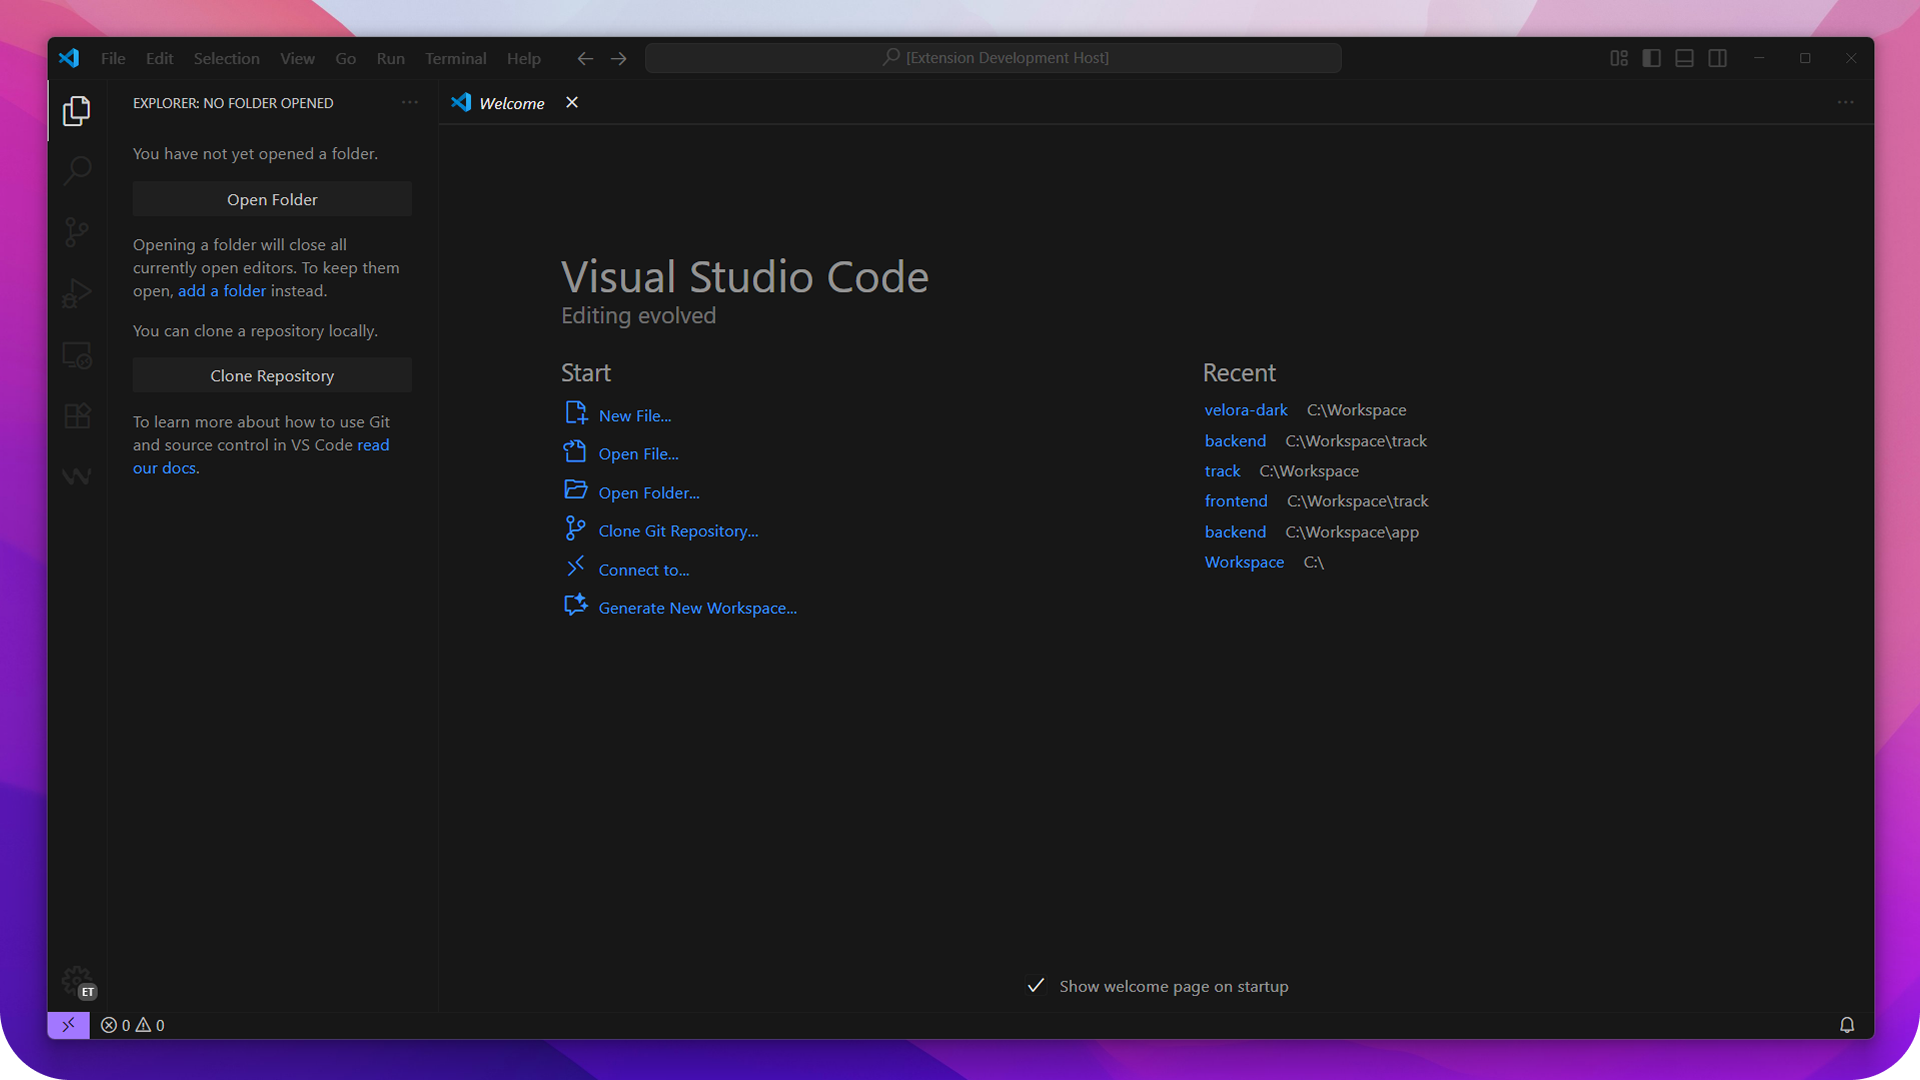 File Edit Selection View Go Run Terminal Help
[Extension Development Host]
EXPLORER: NO FOLDER OPENED
Welcome
You have not yet opened a folder.
Open Folder
Opening a folder will close all
currently open editors. To keep them
open, add a folder instead.
You can clone a repository locally.
Clone Repository
To learn more about how to use Git
and source control in VS Code read
our docs.
Visual Studio Code
Editing evolved
Start
New File...
Open File...
Open Folder...
Clone Git Repository...
Connect to...
Generate New Workspace...
Recent
velora-dark C:\Workspace
backend C:\Workspace\track
track C:\Workspace
frontend C:\Workspace\track
backend C:\Workspace\app
Workspace C:\
Show welcome page on startup
ET
0 0